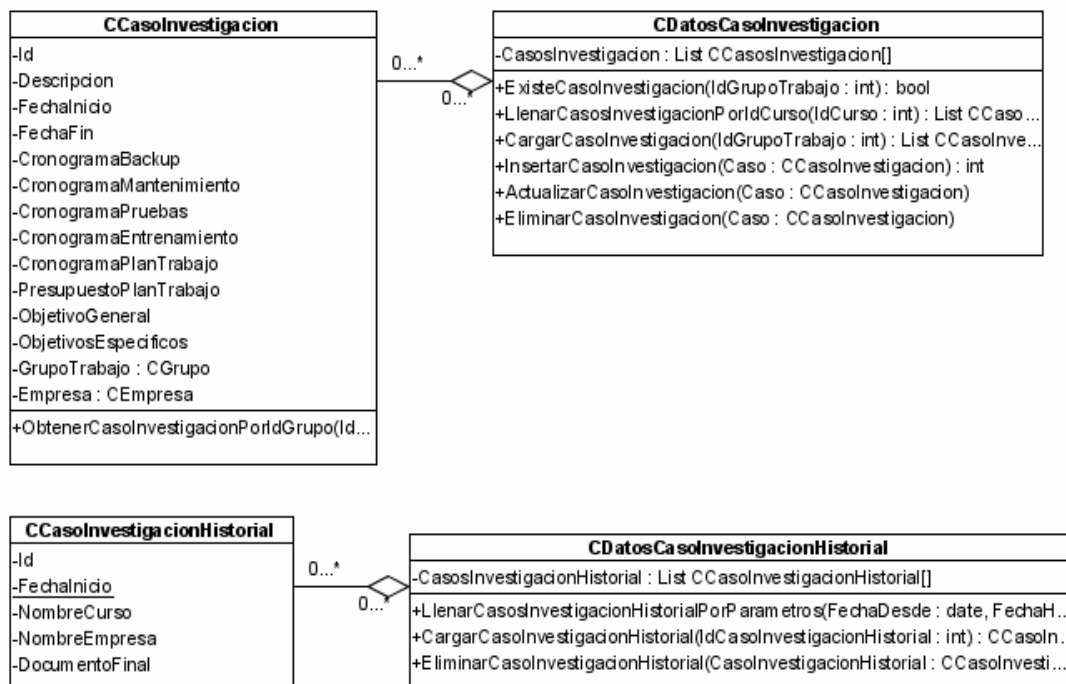 CCasoInvestigacion
-Id
-Descripcion
-FechaInicio
-FechaFin
-CronogramaBackup
-CronogramaMantenimiento
-CronogramaPruebas
-CronogramaEntrenamiento
-CronogramaPlanTrabajo
-PresupuestoPlanTrabajo
-ObjetivoGeneral
-ObjetivosEspecificos
-GrupoTrabajo : CGrupo
-Empresa : CEmpresa
+ObtenerCasoInvestigacionPorIdGrupo(Id...
0...*
0...*
CDatosCasoInvestigacion
-CasosInvestigacion : List CCasosInvestigacion[]
+ExisteCasoInvestigacion(IdGrupoTrabajo : int) : bool
+LlenarCasosInvestigacionPorIdCurso(IdCurso : int) : List CCaso...
+CargarCasoInvestigacion(IdGrupoTrabajo : int) : List CCasoInve...
+InsertarCasoInvestigacion(Caso : CCasoInvestigacion) : int
+ActualizarCasoInvestigacion(Caso : CCasoInvestigacion)
+EliminarCasoInvestigacion(Caso : CCasoInvestigacion)
CCasoInvestigacionHistorial
-Id
-FechaInicio
-NombreCurso
-NombreEmpresa
-DocumentoFinal
0...*
0...*
CDatosCasoInvestigacionHistorial
-CasosInvestigacionHistorial : List CCasoInvestigacionHistorial[]
+LlenarCasosInvestigacionHistorialPorParametros(FechaDesde : date, FechaH...
+CargarCasoInvestigacionHistorial(IdCasoInvestigacionHistorial : int) : CCasoIn...
+EliminarCasoInvestigacionHistorial(CasoInvestigacionHistorial : CCasoInvesti...